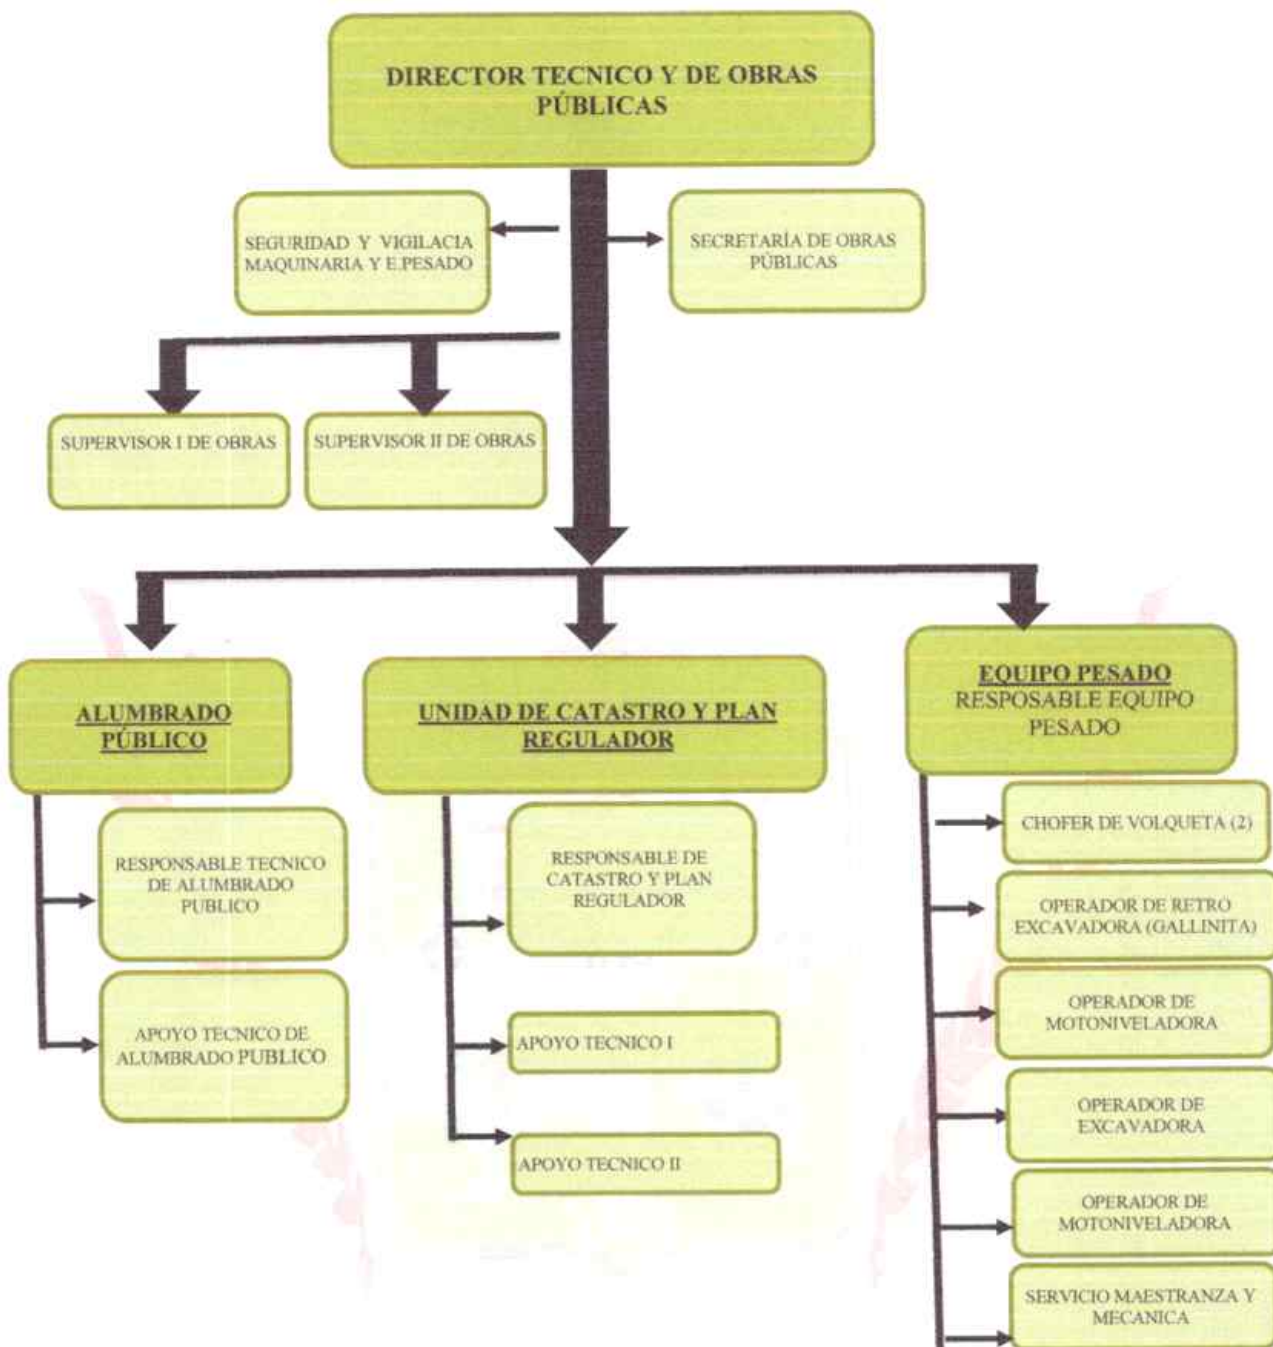 DIRECTOR TECNICO Y DE OBRAS
PÚBLICAS
SEGURIDAD Y VIGILACIA
MAQUINARIA Y E.PESADO
SECRETARÍA DE OBRAS
PÚBLICAS
SUPERVISOR I DE OBRAS
SUPERVISOR II DE OBRAS
ALUMBRADO
PÚBLICO
RESPONSABLE TECNICO
DE ALUMBRADO
PUBLICO
APOYO TECNICO DE
ALUMBRADO PUBLICO
UNIDAD DE CATASTRO Y PLAN
REGULADOR
RESPONSABLE DE
CATASTRO Y PLAN
REGULADOR
APOYO TECNICO I
APOYO TECNICO II
EQUIPO PESADO
RESPOSABLE EQUIPO
PESADO
CHOFER DE VOLQUETA (2)
OPERADOR DE RETRO
EXCAVADORA (GALLINITA)
OPERADOR DE
MOTONIVELADORA
OPERADOR DE
EXCAVADORA
OPERADOR DE
MOTONIVELADORA
SERVICIO MAESTRANZA Y
MECANICA